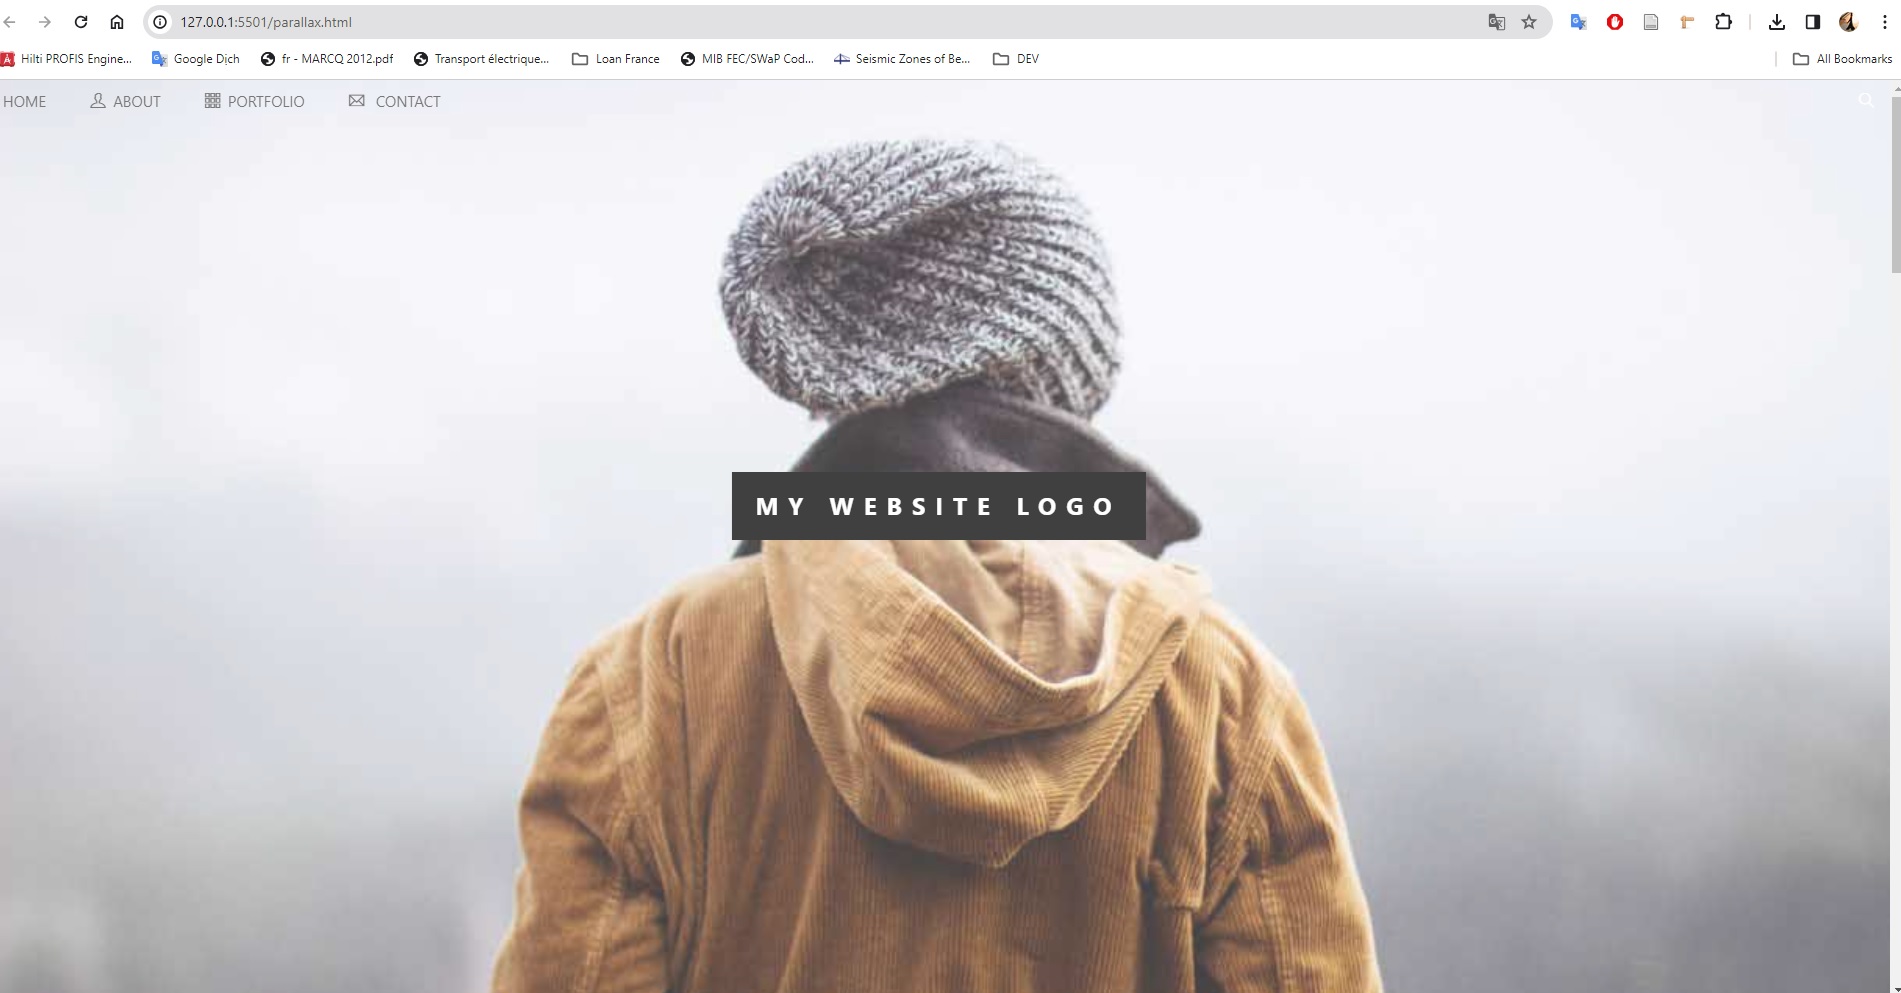 127.0.0.1:5501/parallax.html
Hilti PROFIS Engine... Google Dịch fr - MARCQ 2012.pdf Transport électrique... Loan France MIB FEC/SWaP Cod... Seismic Zones of Be... DEV All Bookmarks
HOME ABOUT PORTFOLIO CONTACT
MY WEBSITE LOGO